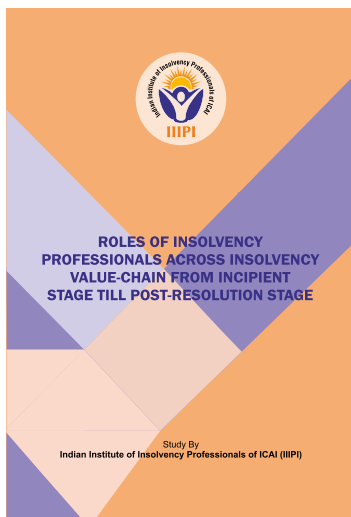 Indian Institute of Insolvency Professionals of ICAI
IIIPI
ROLES OF INSOLVENCY
PROFESSIONALS ACROSS INSOLVENCY
VALUE-CHAIN FROM INCIPIENT
STAGE TILL POST-RESOLUTION STAGE
Study By
Indian Institute of Insolvency Professionals of ICAI (IIIPI)